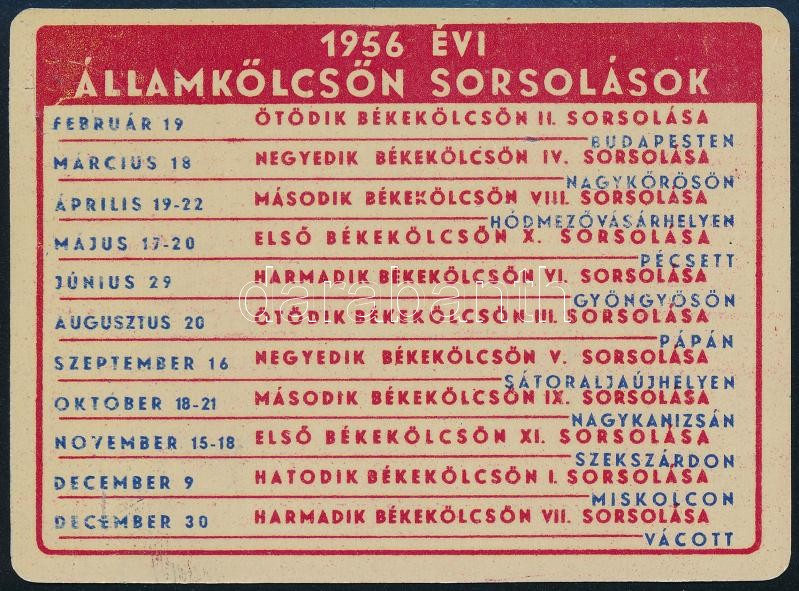 1956 ÉVI
ÁLLAMKÖLCSÖN SORSOLÁSOK
FEBRUÁR 19 ÖTÖDIK BÉKEKÖLCSÖN II. SORSOLÁSA
BUDAPESTEN
MÁRCIUS 18 NEGYEDIK BÉKEKÖLCSÖN IV. SORSOLÁSA
NAGYKŐRÖSÖN
ÁPRILIS 19-22 MÁSODIK BÉKEKÖLCSÖN VIII. SORSOLÁSA
HÓDMEZŐVÁSÁRHELYEN
MÁJUS 17-20 ELSŐ BÉKEKÖLCSÖN X. SORSOLÁSA
PÉCSETT
JÚNIUS 29 HARMADIK BÉKEKÖLCSÖN VI. SORSOLÁSA
GYÖNGYÖSÖN
AUGUSZTUS 20 ÖTÖDIK BÉKEKÖLCSÖN III. SORSOLÁSA
PÁPÁN
SZEPTEMBER 16 NEGYEDIK BÉKEKÖLCSÖN V. SORSOLÁSA
SÁTORALJAÚJHELYEN
OKTÓBER 18-21 MÁSODIK BÉKEKÖLCSÖN IX. SORSOLÁSA
NAGYKANIZSÁN
NOVEMBER 15-18 ELSŐ BÉKEKÖLCSÖN XI. SORSOLÁSA
SZEKSZÁRDON
DECEMBER 9 HATODIK BÉKEKÖLCSÖN I. SORSOLÁSA
MISKOLCON
DECEMBER 30 HARMADIK BÉKEKÖLCSÖN VII. SORSOLÁSA
VÁCOTT
darabanth